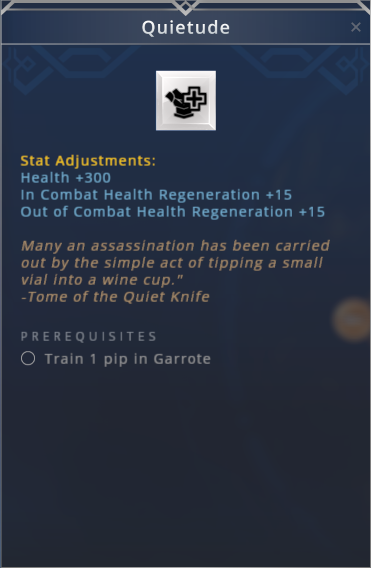 Quietude
Stat Adjustments:
Health +300
In Combat Health Regeneration +15
Out of Combat Health Regeneration +15
Many an assassination has been carried
out by the simple act of tipping a small
vial into a wine cup."
-Tome of the Quiet Knife
PREREQUISITES
Train 1 pip in Garrote